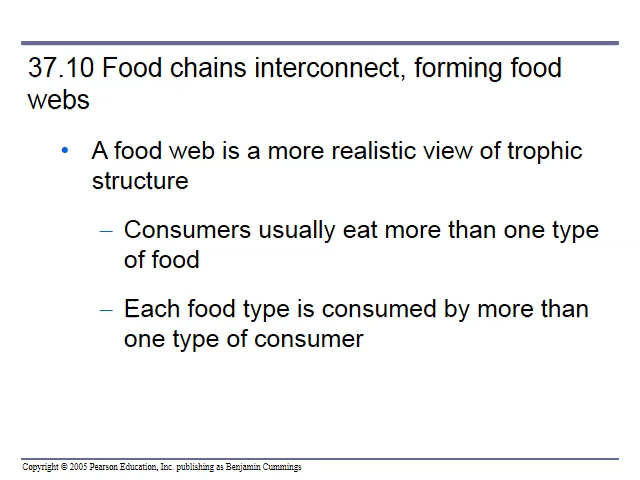 37.10 Food chains interconnect, forming food
webs
• A food web is a more realistic view of trophic
structure
– Consumers usually eat more than one type
of food
– Each food type is consumed by more than
one type of consumer
Copyright © 2005 Pearson Education, Inc. publishing as Benjamin Cummings